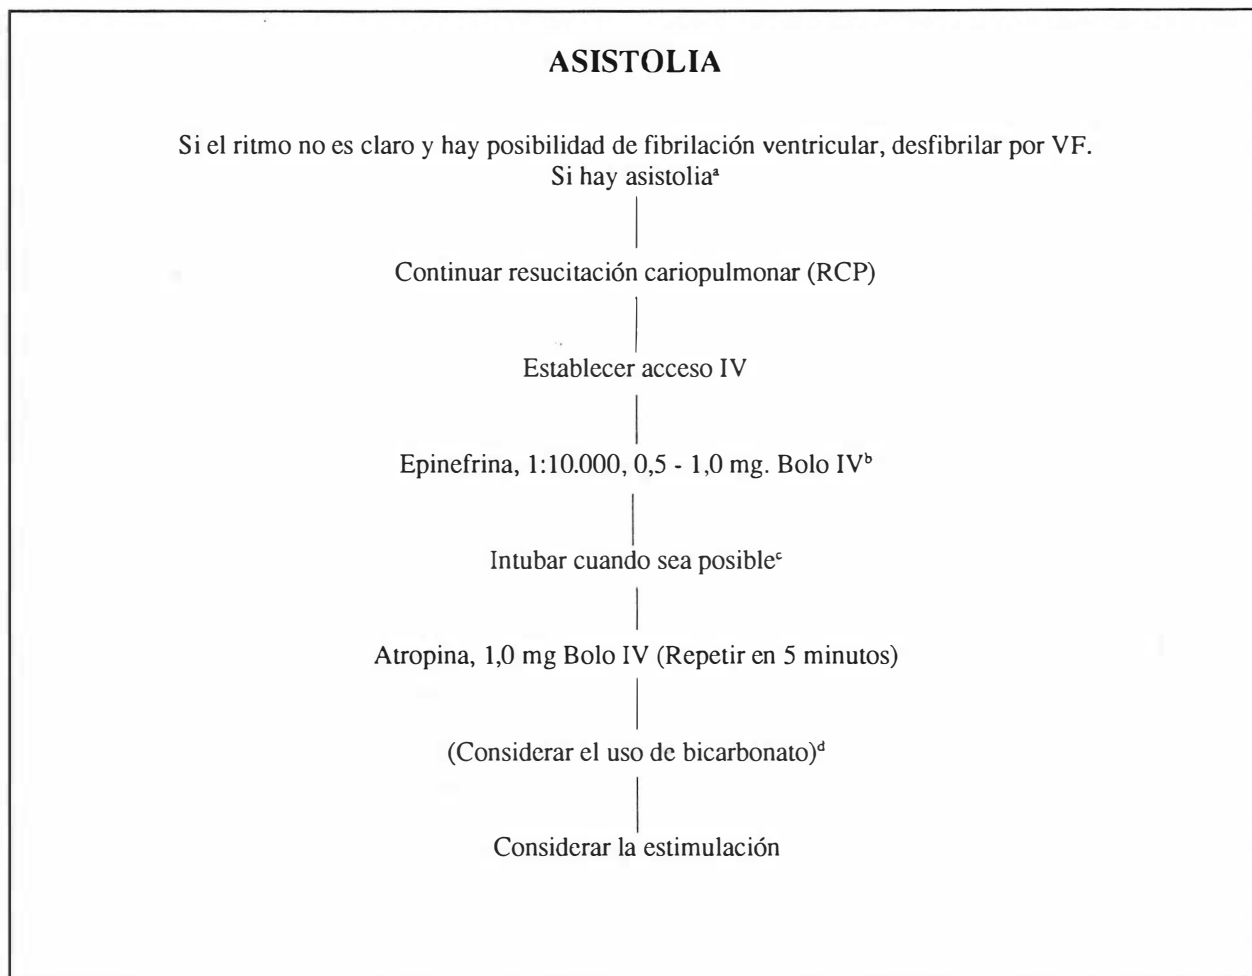 ASISTOLIA
Si el ritmo no es claro y hay posibilidad de fibrilación ventricular, desfibrilar por VF.
Si hay asistoliaᵃ
Continuar resucitación cariopulmonar (RCP)
Establecer acceso IV
Epinefrina, 1:10.000, 0,5 - 1,0 mg. Bolo IVᵇ
Intubar cuando sea posibleᶜ
Atropina, 1,0 mg Bolo IV (Repetir en 5 minutos)
(Considerar el uso de bicarbonato)ᵈ
Considerar la estimulación